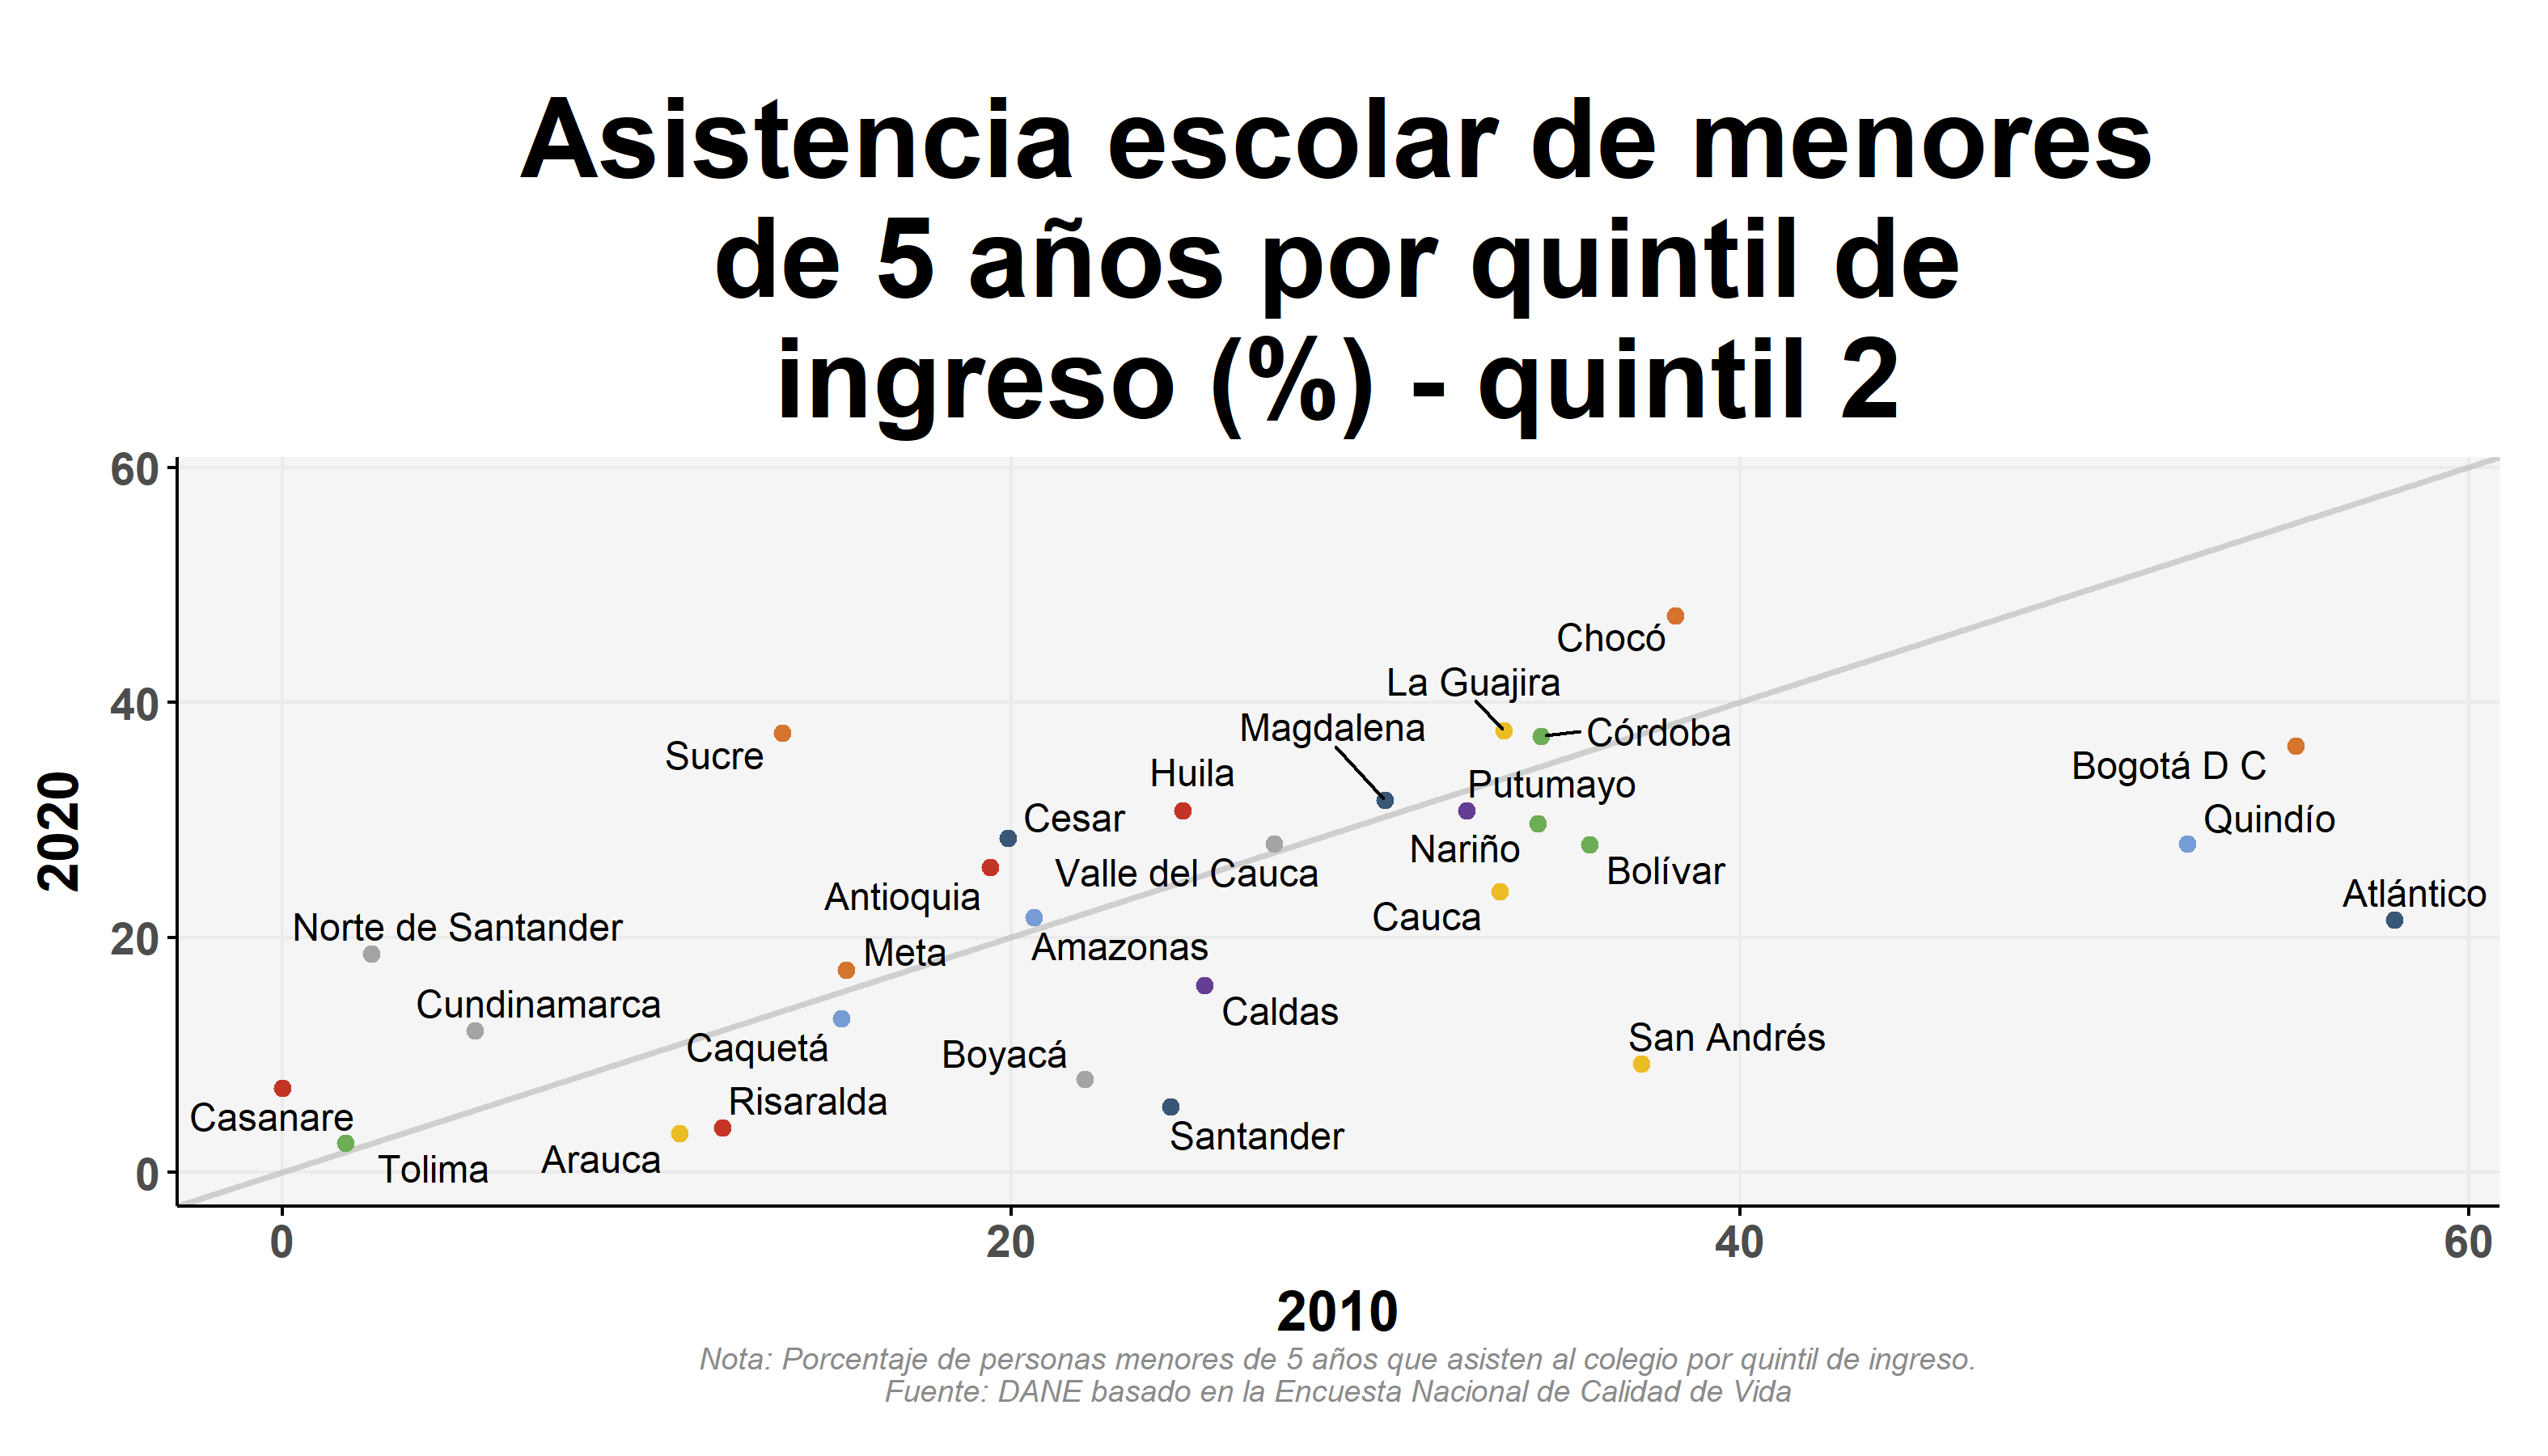 Asistencia escolar de menores
de 5 años por quintil de
ingreso (%) - quintil 2
60
40
20
0
2020
Chocó
La Guajira
Magdalena
Córdoba
Sucre
Huila
Putumayo
Bogotá D C
Cesar
Quindío
Nariño
Valle del Cauca
Bolívar
Antioquia
Atlántico
Cauca
Norte de Santander
Meta
Amazonas
Cundinamarca
Caldas
Caquetá
Boyacá
San Andrés
Risaralda
Casanare
Santander
Arauca
Tolima
0 20 40 60
2010
Nota: Porcentaje de personas menores de 5 años que asisten al colegio por quintil de ingreso.
Fuente: DANE basado en la Encuesta Nacional de Calidad de Vida